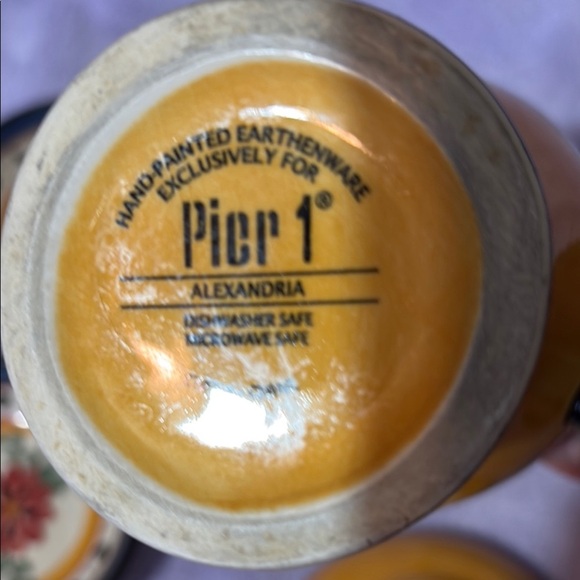 HAND-PAINTED EARTHENWARE
EXCLUSIVELY FOR
Pier 1®
ALEXANDRIA
DISHWASHER SAFE
MICROWAVE SAFE